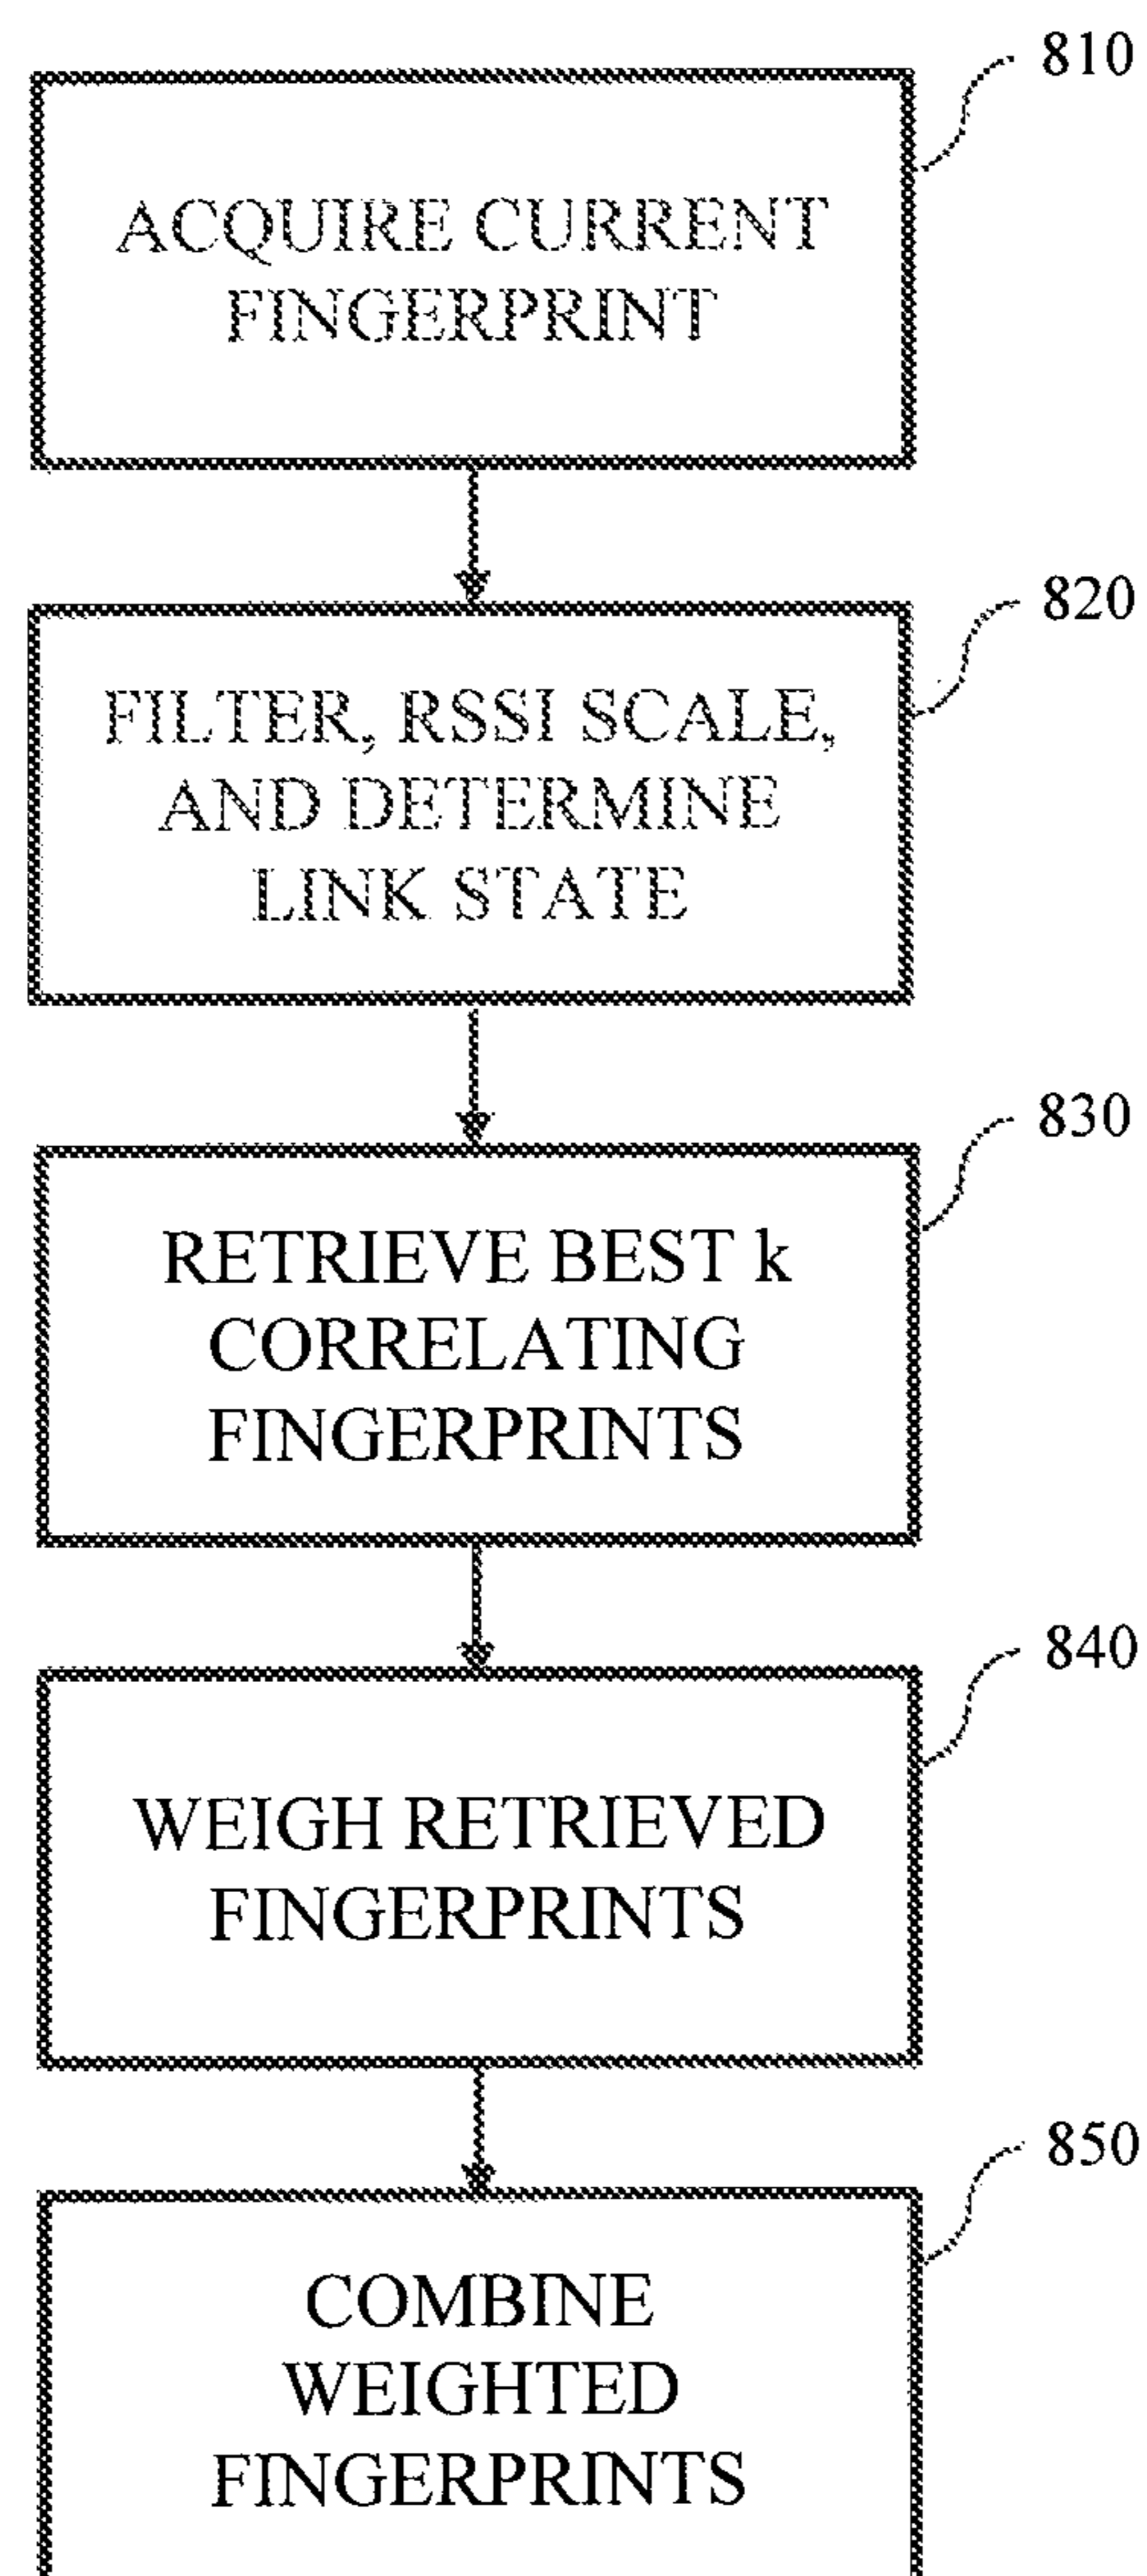 810
ACQUIRE CURRENT
FINGERPRINT
820
FILTER, RSSI SCALE,
AND DETERMINE
LINK STATE
830
RETRIEVE BEST k
CORRELATING
FINGERPRINTS
840
WEIGH RETRIEVED
FINGERPRINTS
850
COMBINE
WEIGHTED
FINGERPRINTS